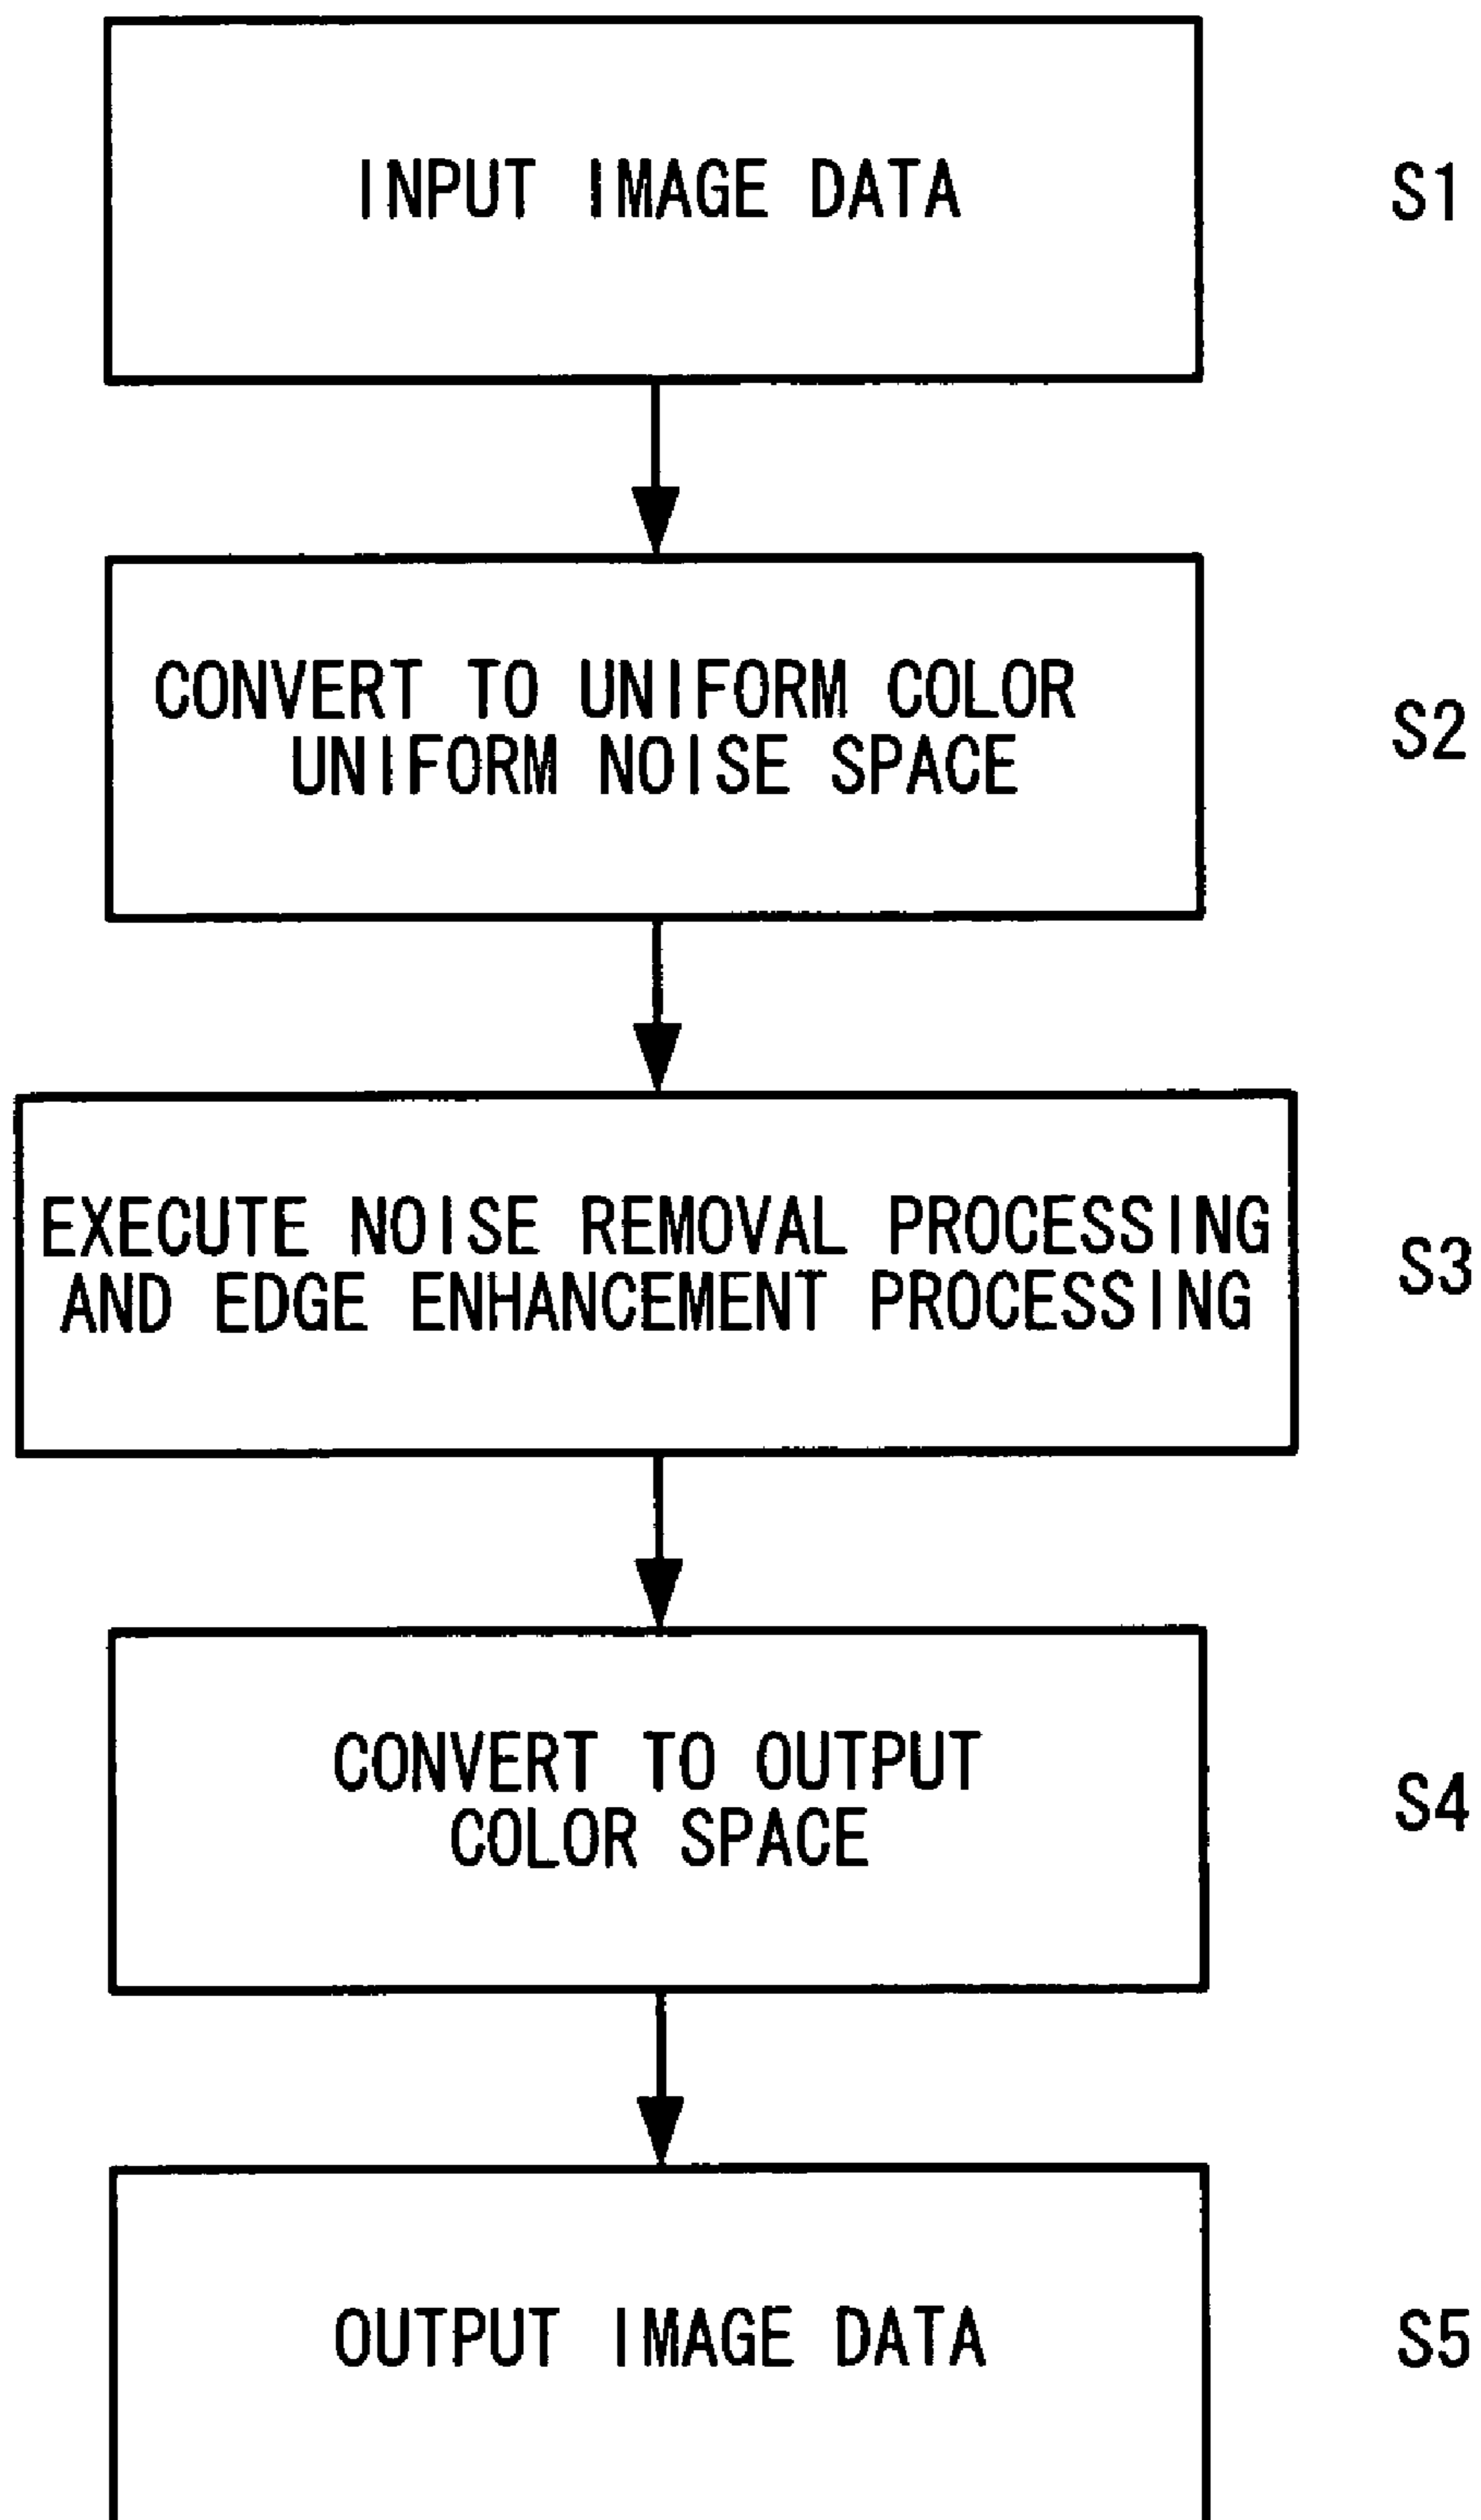 INPUT IMAGE DATA
S1
CONVERT TO UNIFORM COLOR
UNIFORM NOISE SPACE
S2
EXECUTE NOISE REMOVAL PROCESSING
AND EDGE ENHANCEMENT PROCESSING
S3
CONVERT TO OUTPUT
COLOR SPACE
S4
OUTPUT IMAGE DATA
S5